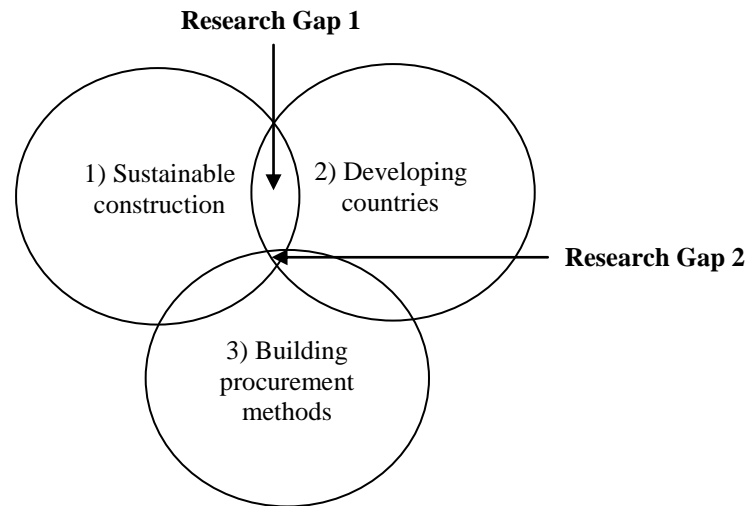 Research Gap 1
1) Sustainable
construction
2) Developing
countries
Research Gap 2
3) Building
procurement
methods